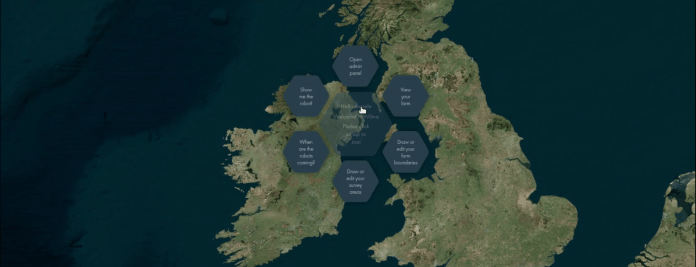 Open
admin
panel
Show
me the
robot!
View
your
farm
When
are the
robots
coming?
Draw or
edit your
farm
boundaries
Draw or
edit your
survey
areas